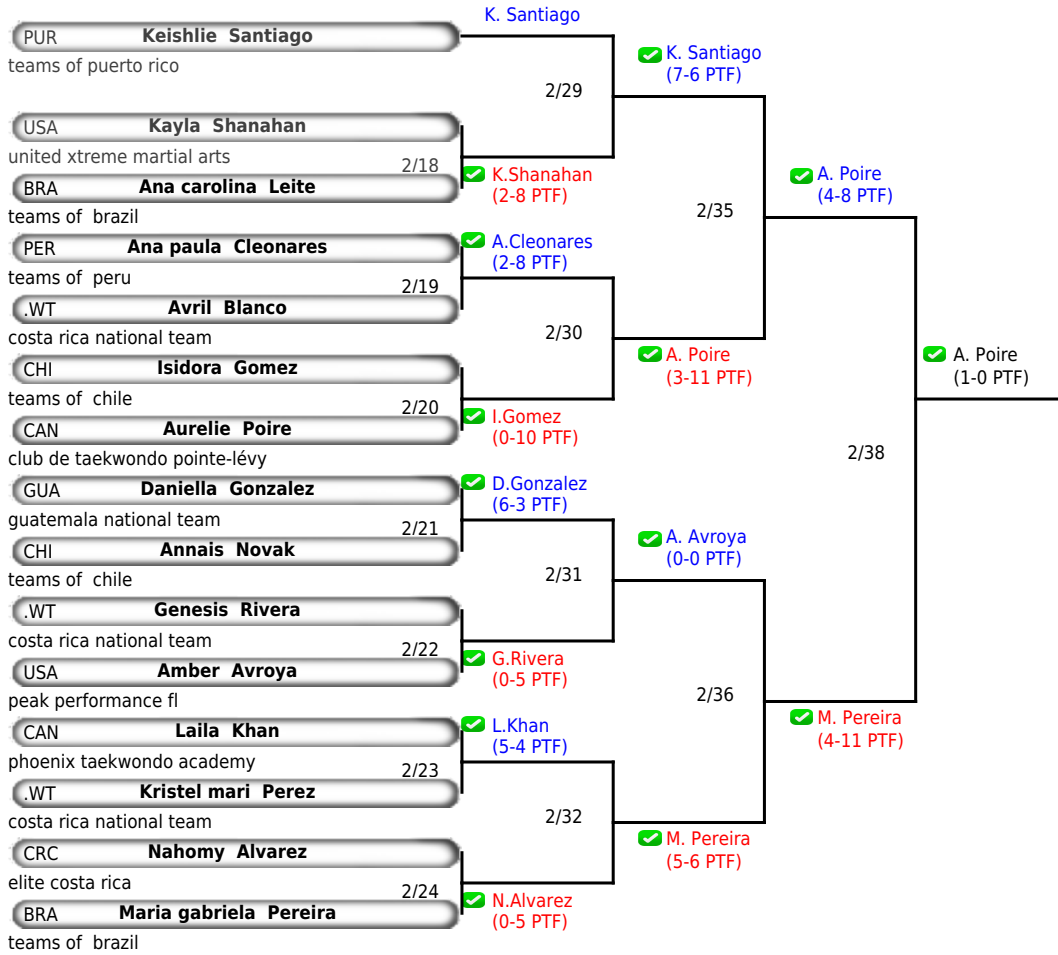 K. Santiago
PUR Keishlie Santiago
teams of puerto rico
K. Santiago
(7-6 PTF)
2/29
USA Kayla Shanahan
united xtreme martial arts
2/18
K.Shanahan
(2-8 PTF)
BRA Ana carolina Leite
teams of brazil
A. Poire
(4-8 PTF)
2/35
PER Ana paula Cleonares
teams of peru
A.Cleonares
(2-8 PTF)
2/19
.WT Avril Blanco
costa rica national team
2/30
CHI Isidora Gomez
teams of chile
A. Poire
(3-11 PTF)
A. Poire
(1-0 PTF)
2/20
I.Gomez
(0-10 PTF)
CAN Aurelie Poire
club de taekwondo pointe-lévy
2/38
GUA Daniella Gonzalez
guatemala national team
D.Gonzalez
(6-3 PTF)
2/21
CHI Annais Novak
teams of chile
A. Avroya
(0-0 PTF)
2/31
.WT Genesis Rivera
costa rica national team
2/22
G.Rivera
(0-5 PTF)
USA Amber Avroya
peak performance fl
2/36
M. Pereira
(4-11 PTF)
CAN Laila Khan
phoenix taekwondo academy
L.Khan
(5-4 PTF)
2/23
.WT Kristel mari Perez
costa rica national team
2/32
CRC Nahomy Alvarez
elite costa rica
M. Pereira
(5-6 PTF)
2/24
N.Alvarez
(0-5 PTF)
BRA Maria gabriela Pereira
teams of brazil